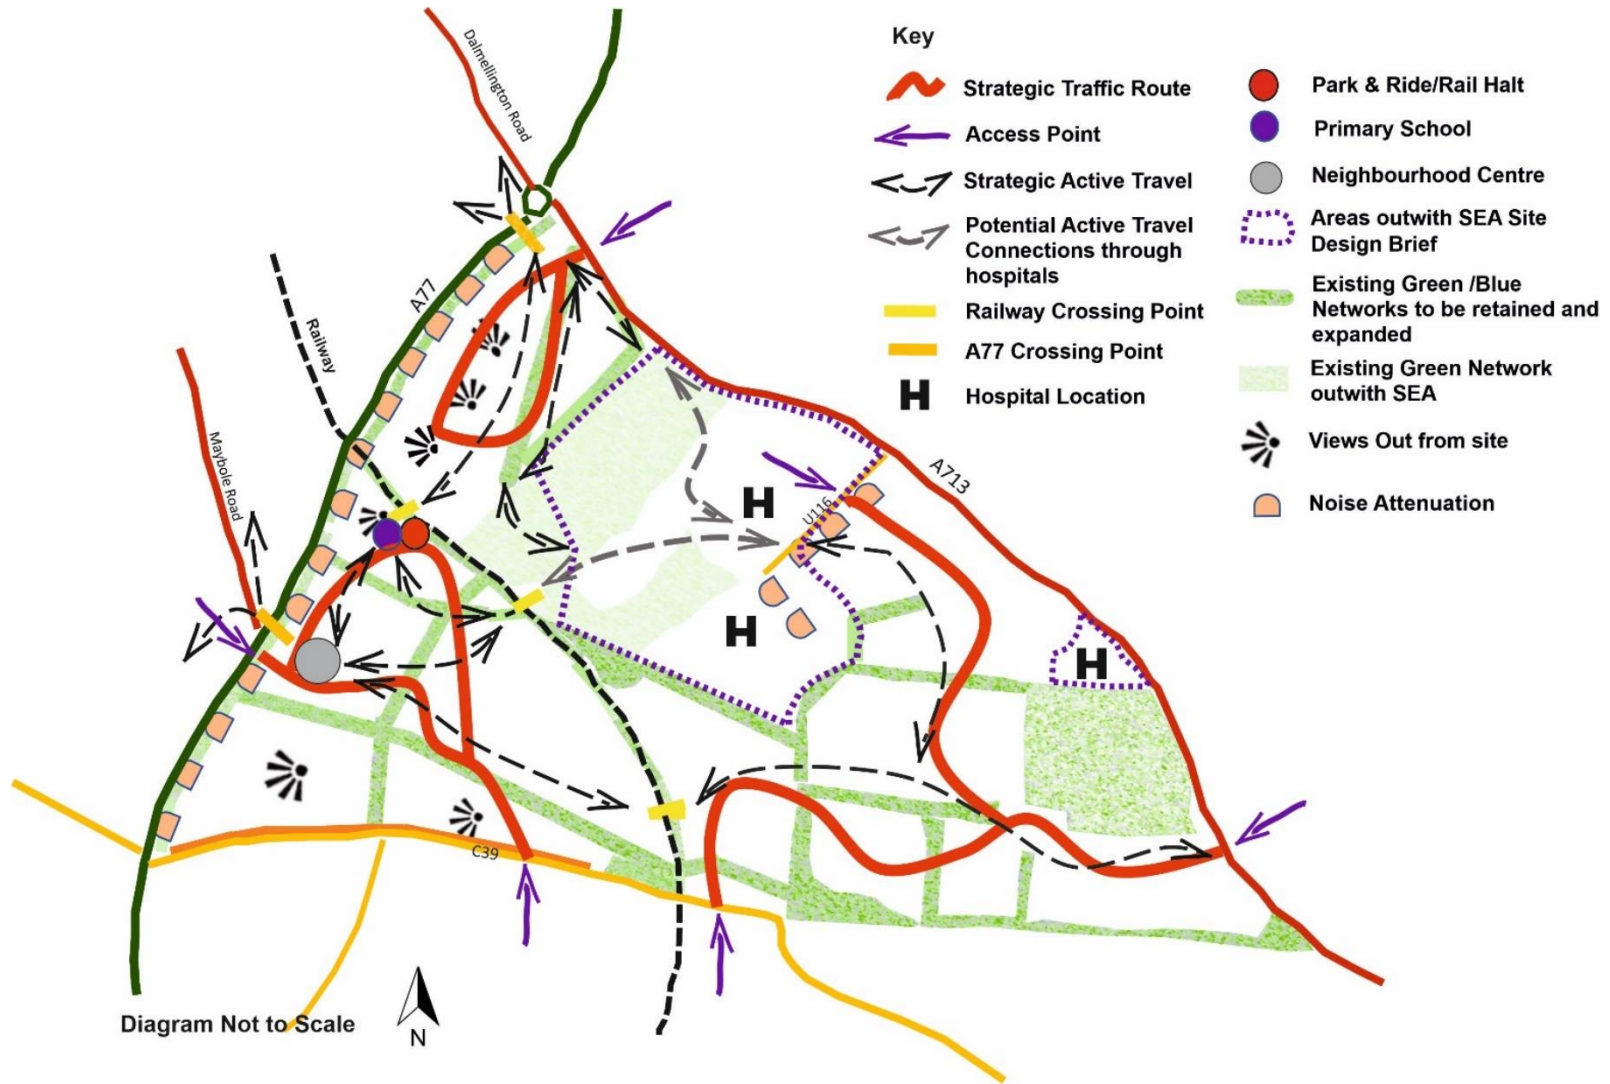 Key
Strategic Traffic Route
Access Point
Strategic Active Travel
Potential Active Travel
Connections through
hospitals
Railway Crossing Point
A77 Crossing Point
H Hospital Location
Park & Ride/Rail Halt
Primary School
Neighbourhood Centre
Areas outwith SEA Site
Design Brief
Existing Green /Blue
Networks to be retained and
expanded
Existing Green Network
outwith SEA
Views Out from site
Noise Attenuation
Dalmellington Road
A77
Railway
Maybole Road
A713
H
U116
H
H
C39
Diagram Not to Scale
N